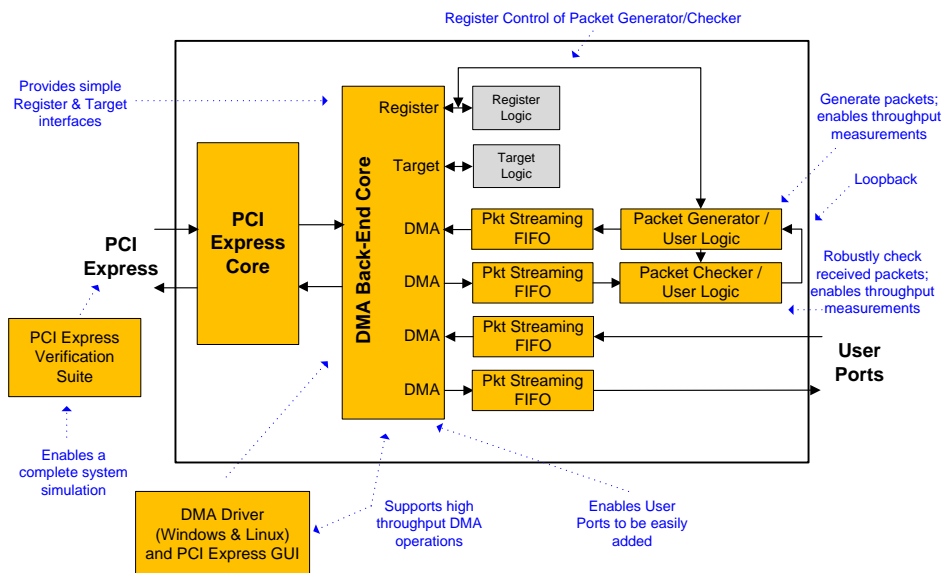 Register Control of Packet Generator/Checker
Provides simple
Register & Target
interfaces
Register
Register
Logic
Generate packets;
enables throughput
measurements
Target
Target
Logic
Loopback
PCI
Express
PCI
Express
Core
DMA Back-End Core
DMA
Pkt Streaming
FIFO
Packet Generator /
User Logic
DMA
Pkt Streaming
FIFO
Packet Checker /
User Logic
Robustly check
received packets;
enables throughput
measurements
DMA
Pkt Streaming
FIFO
User
Ports
DMA
Pkt Streaming
FIFO
PCI Express
Verification
Suite
Enables a
complete system
simulation
DMA Driver
(Windows & Linux)
and PCI Express GUI
Supports high
throughput DMA
operations
Enables User
Ports to be easily
added